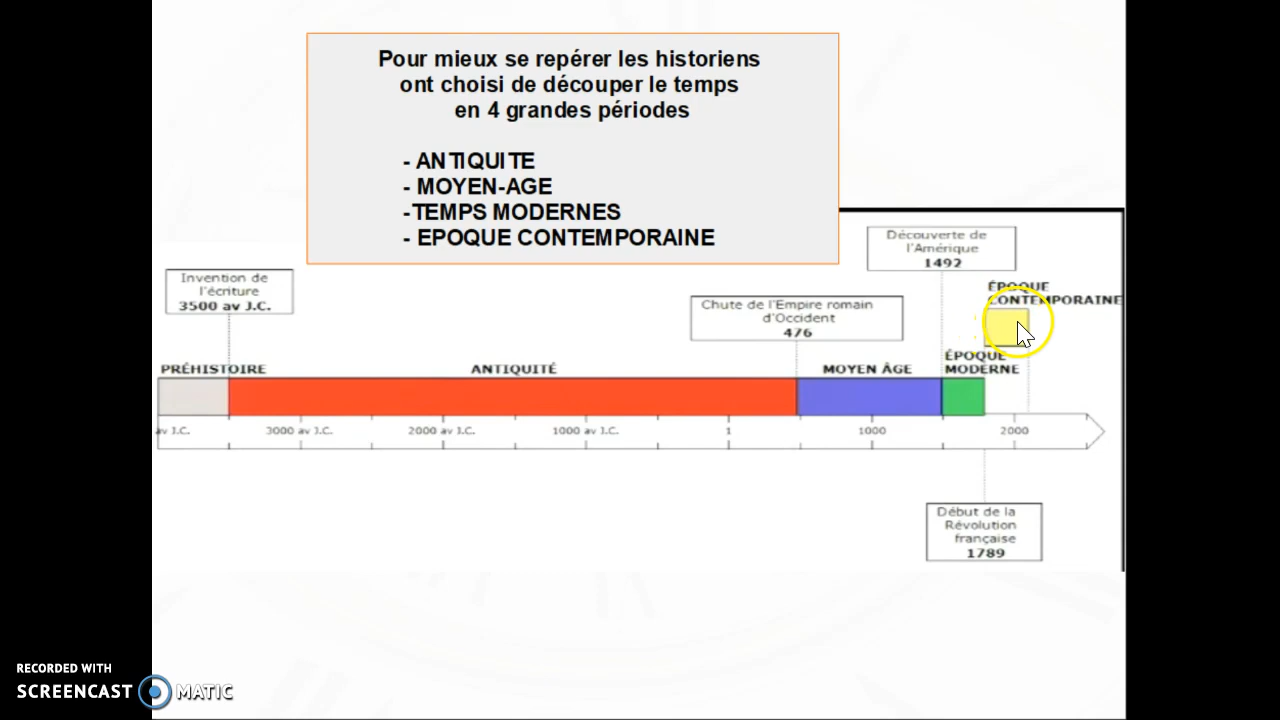 Pour mieux se repérer les historiens
ont choisi de découper le temps
en 4 grandes périodes
- ANTIQUITE
- MOYEN-AGE
-TEMPS MODERNES
- EPOQUE CONTEMPORAINE
Découverte de
l'Amérique
1492
Invention de
l'écriture
3500 av J.C.
Chute de l'Empire romain
d'Occident
476
ÉPOQUE
CONTEMPORAINE
PRÉHISTOIRE
ANTIQUITÉ
MOYEN ÂGE
ÉPOQUE
MODERNE
av J.C.
3000 av J.C.
2000 av J.C.
1000 av J.C.
1
1000
2000
Début de la
Révolution
française
1789
RECORDED WITH
SCREENCAST MATIC